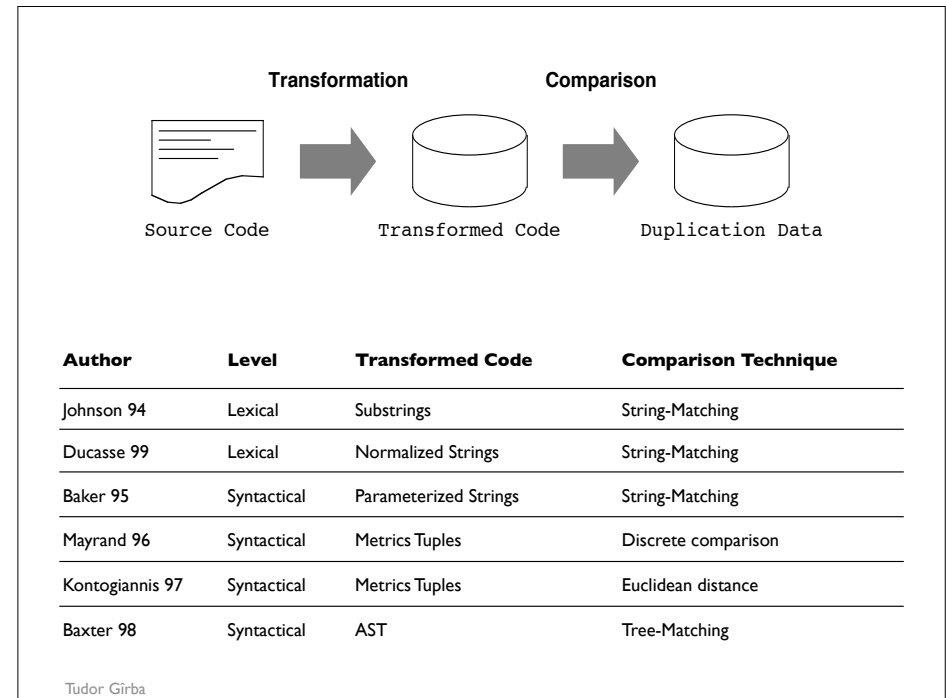 Transformation Comparison
Source Code Transformed Code Duplication Data
Author Level Transformed Code Comparison Technique
Johnson 94 Lexical Substrings String-Matching
Ducasse 99 Lexical Normalized Strings String-Matching
Baker 95 Syntactical Parameterized Strings String-Matching
Mayrand 96 Syntactical Metrics Tuples Discrete comparison
Kontogiannis 97 Syntactical Metrics Tuples Euclidean distance
Baxter 98 Syntactical AST Tree-Matching
Tudor Gîrba